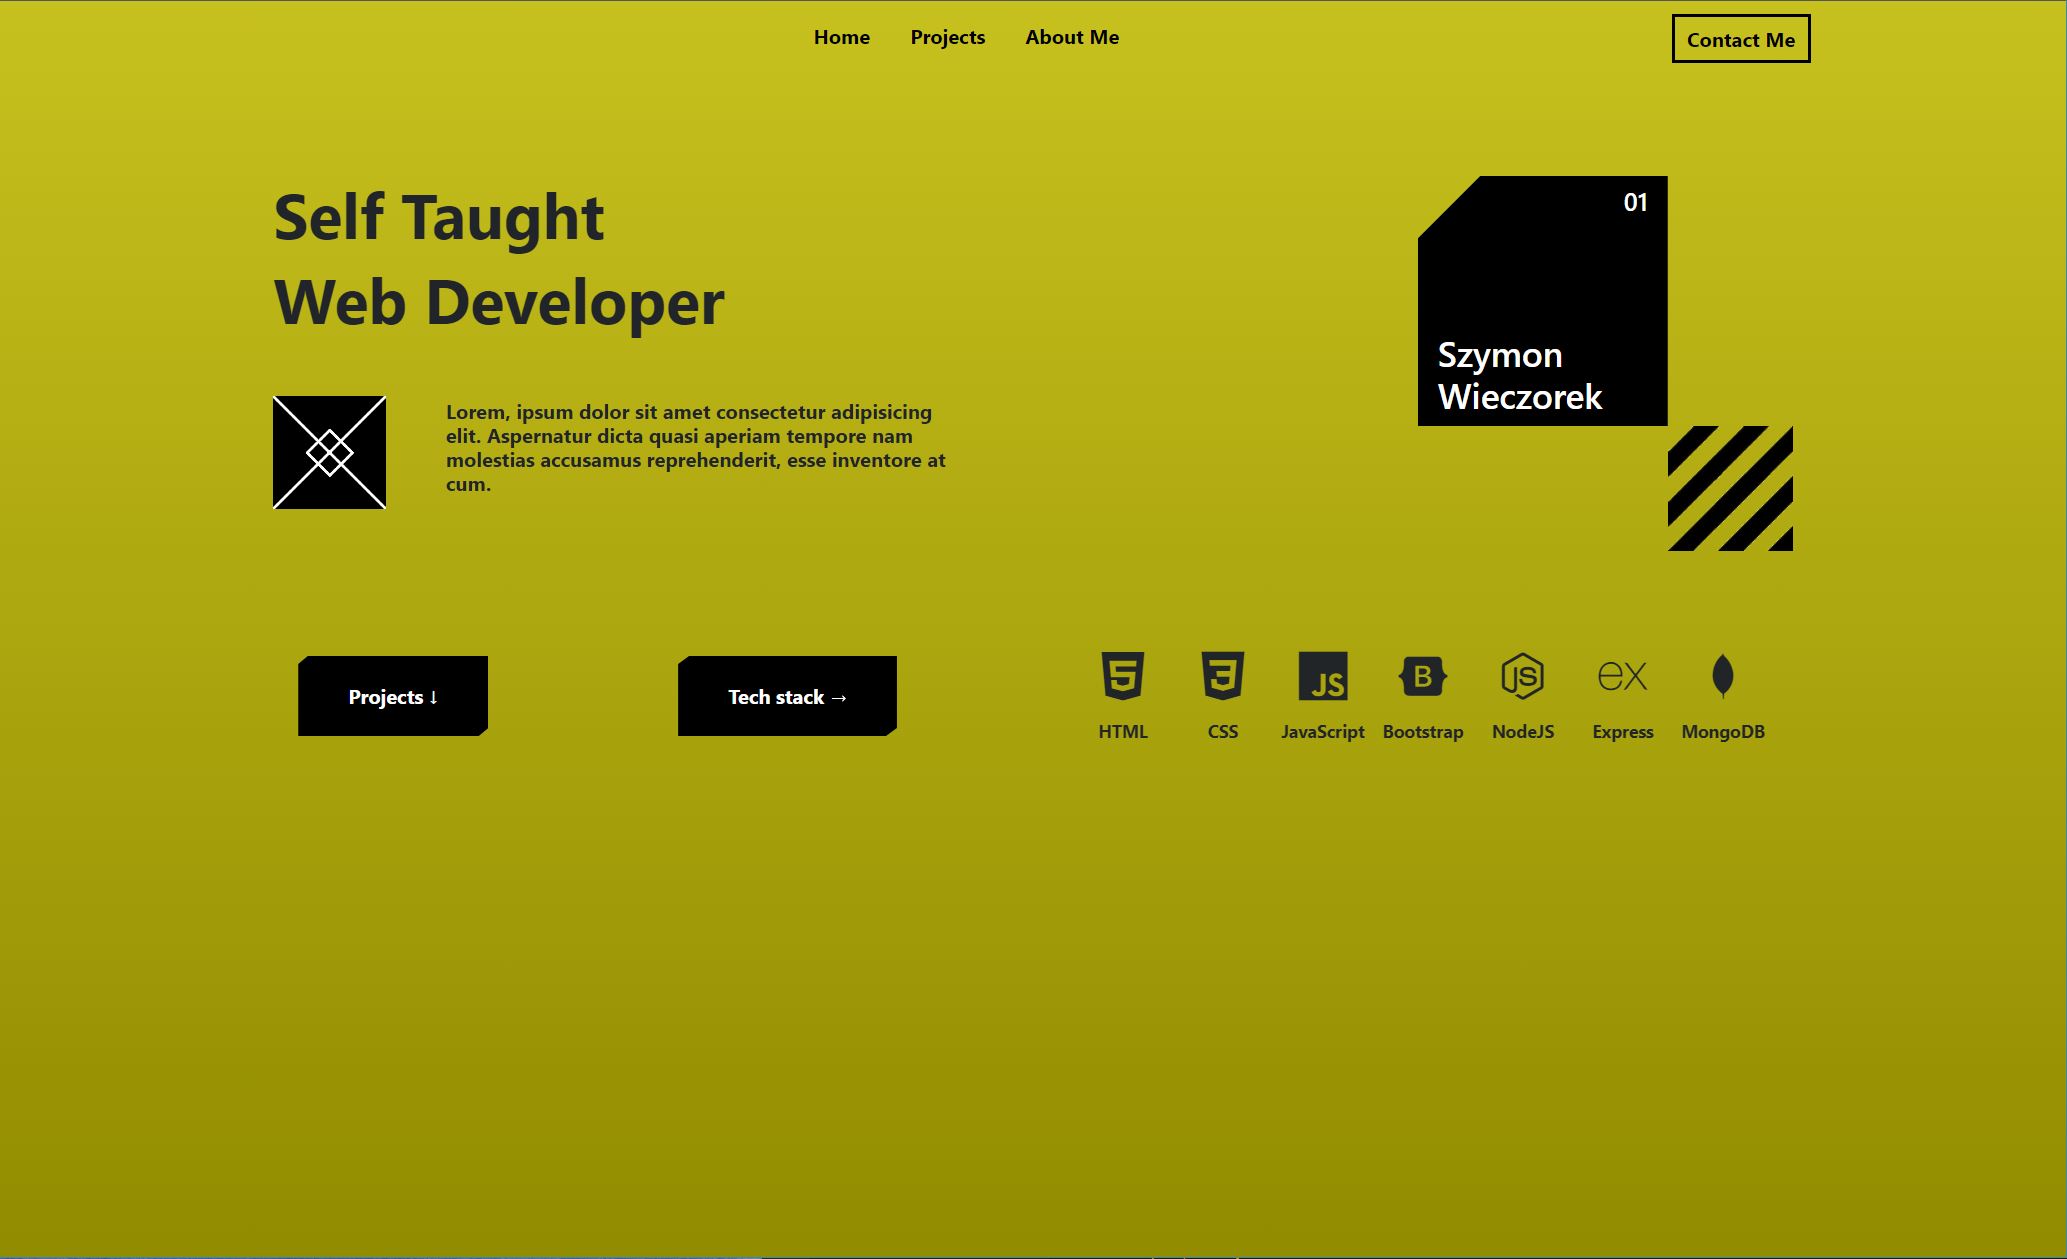 Home Projects About Me
Contact Me
Self Taught
Web Developer
01
Szymon
Wieczorek
Lorem, ipsum dolor sit amet consectetur adipisicing
elit. Aspernatur dicta quasi aperiam tempore nam
molestias accusamus reprehenderit, esse inventore at
cum.
Projects ↓
Tech stack →
5 3 JS B JS ex
HTML CSS JavaScript Bootstrap NodeJS Express MongoDB